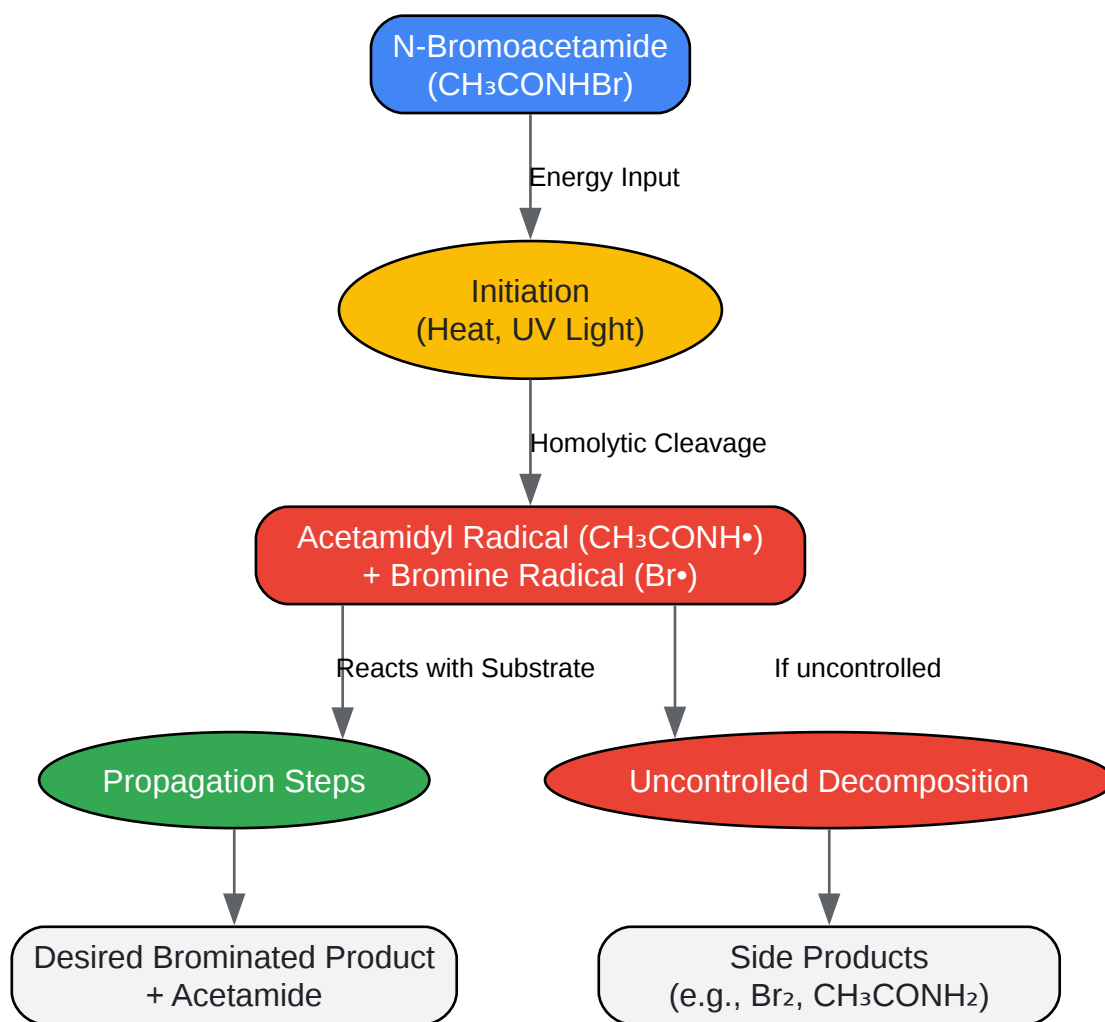 N-Bromoacetamide
(CH₃CONHBr)
Energy Input
Initiation
(Heat, UV Light)
Homolytic Cleavage
Acetamidyl Radical (CH₃CONH•)
+ Bromine Radical (Br•)
Reacts with Substrate
If uncontrolled
Propagation Steps
Uncontrolled Decomposition
Desired Brominated Product
+ Acetamide
Side Products
(e.g., Br₂, CH₃CONH₂)